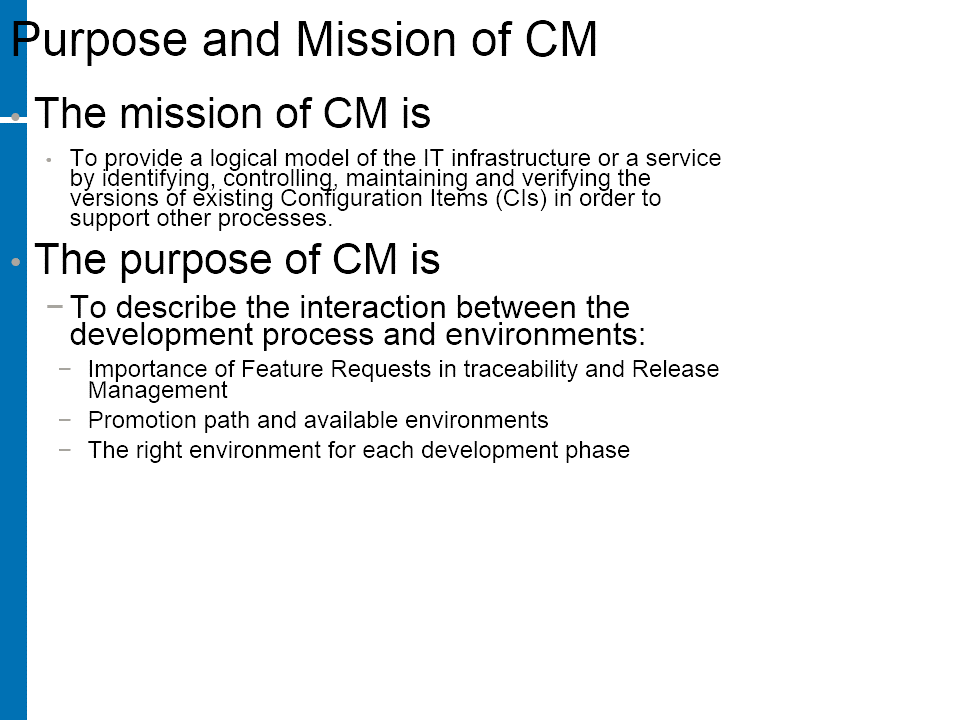 Purpose and Mission of CM
• The mission of CM is
• To provide a logical model of the IT infrastructure or a service
by identifying, controlling, maintaining and verifying the
versions of existing Configuration Items (CIs) in order to
support other processes.
• The purpose of CM is
– To describe the interaction between the
development process and environments:
– Importance of Feature Requests in traceability and Release
Management
– Promotion path and available environments
– The right environment for each development phase